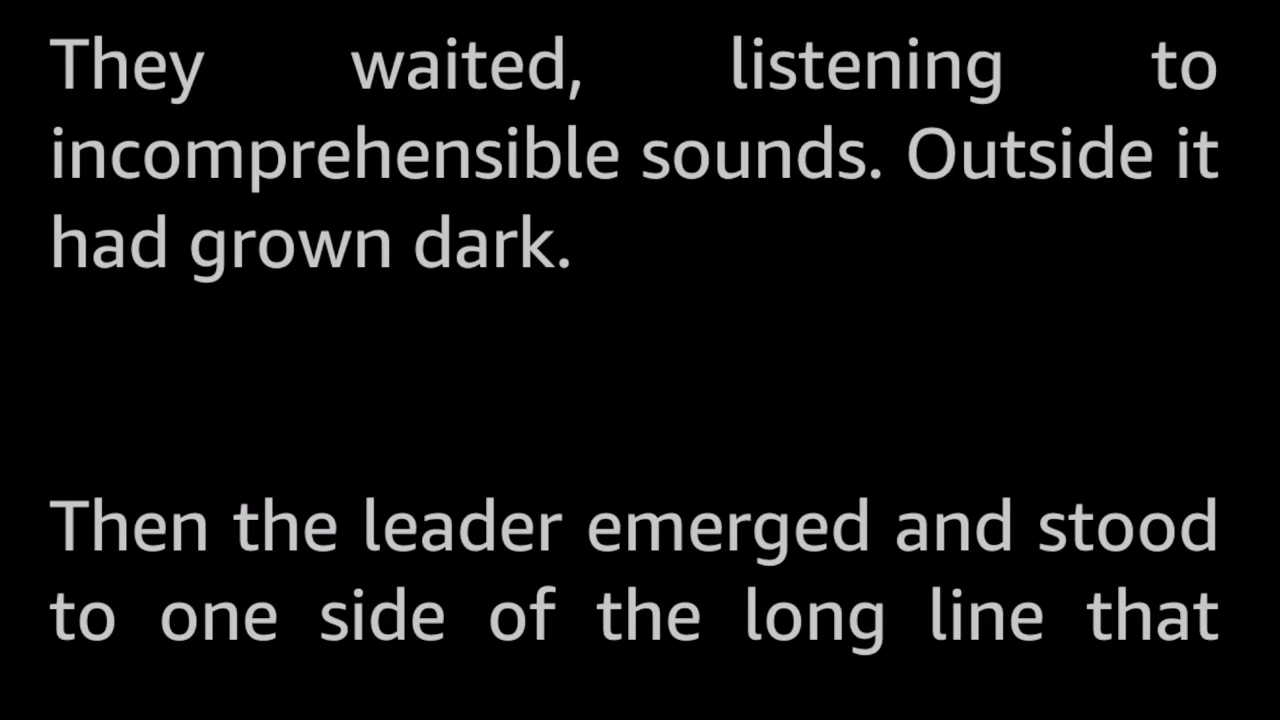 They waited, listening to
incomprehensible sounds. Outside it
had grown dark.
Then the leader emerged and stood
to one side of the long line that